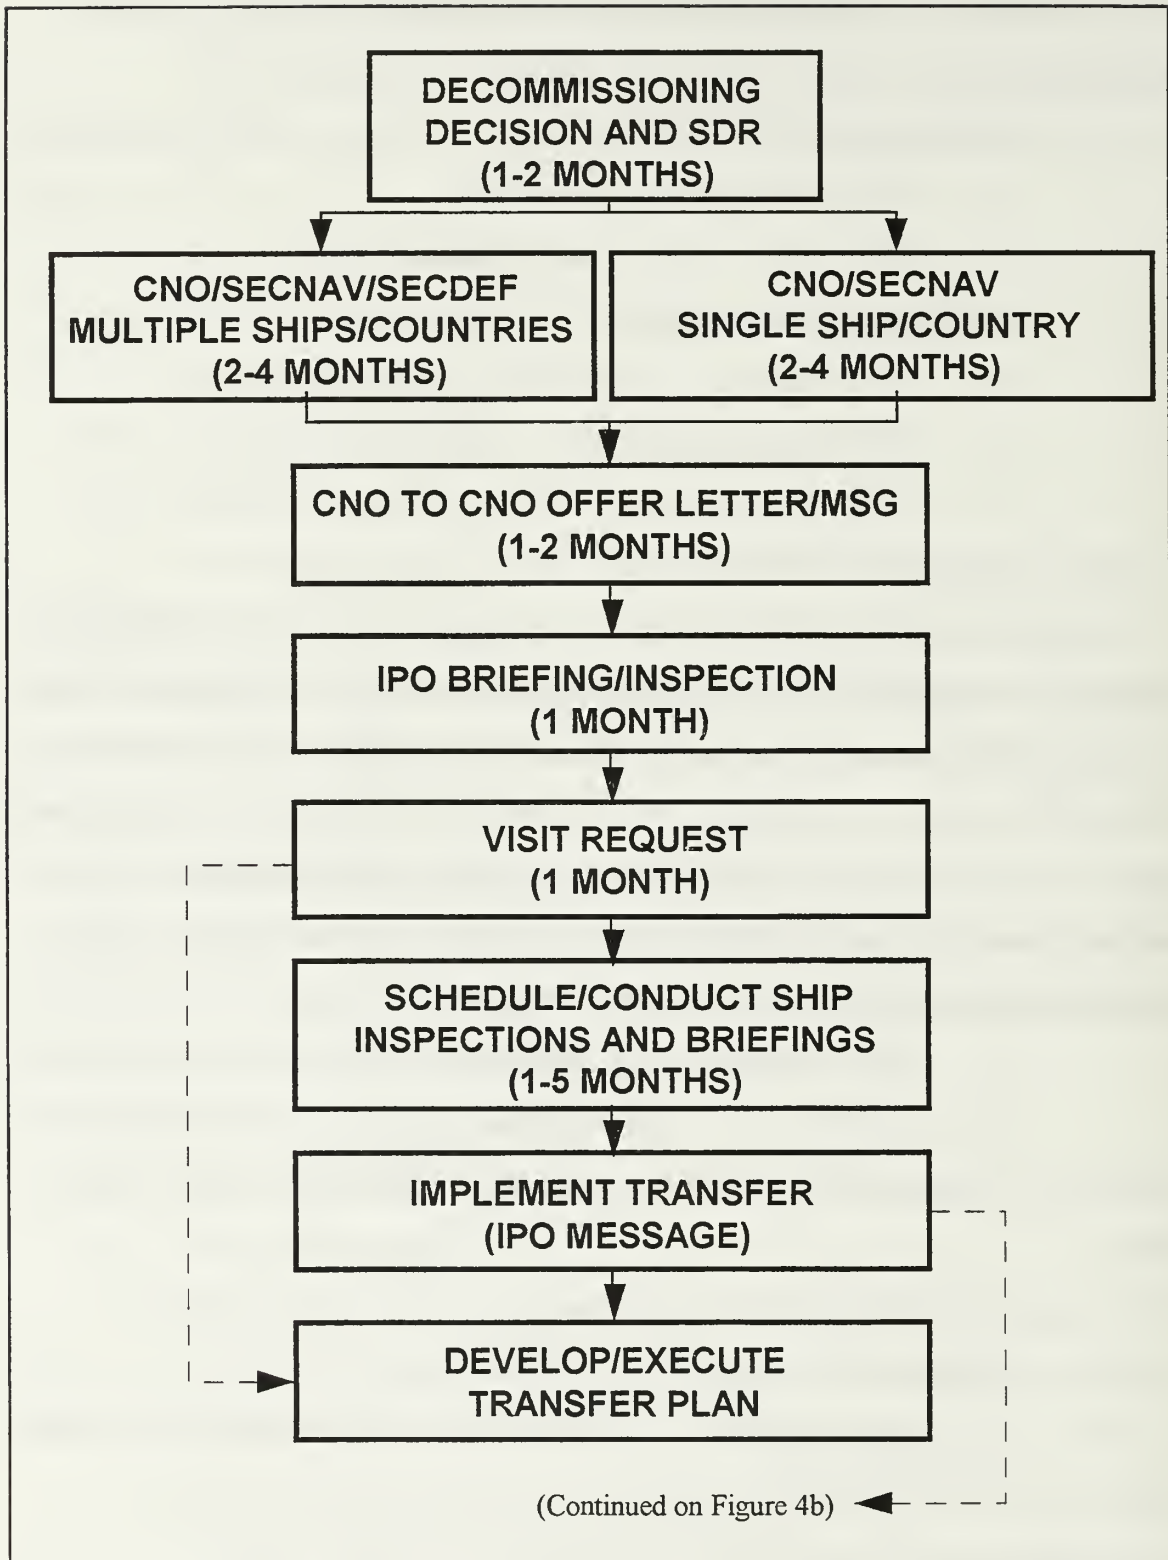 DECOMMISSIONING
DECISION AND SDR
(1-2 MONTHS)
CNO/SECNAV/SECDEF
MULTIPLE SHIPS/COUNTRIES
(2-4 MONTHS)
CNO/SECNAV
SINGLE SHIP/COUNTRY
(2-4 MONTHS)
CNO TO CNO OFFER LETTER/MSG
(1-2 MONTHS)
IPO BRIEFING/INSPECTION
(1 MONTH)
VISIT REQUEST
(1 MONTH)
SCHEDULE/CONDUCT SHIP
INSPECTIONS AND BRIEFINGS
(1-5 MONTHS)
IMPLEMENT TRANSFER
(IPO MESSAGE)
DEVELOP/EXECUTE
TRANSFER PLAN
(Continued on Figure 4b)